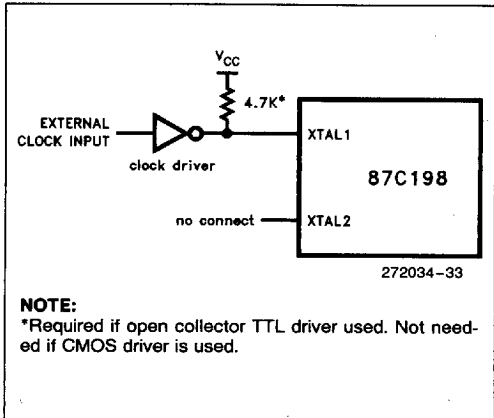 VCC
4.7K*
EXTERNAL
CLOCK INPUT
clock driver
XTAL1
87C198
no connect
XTAL2
272034-33
NOTE:
*Required if open collector TTL driver used. Not need-
ed if CMOS driver is used.